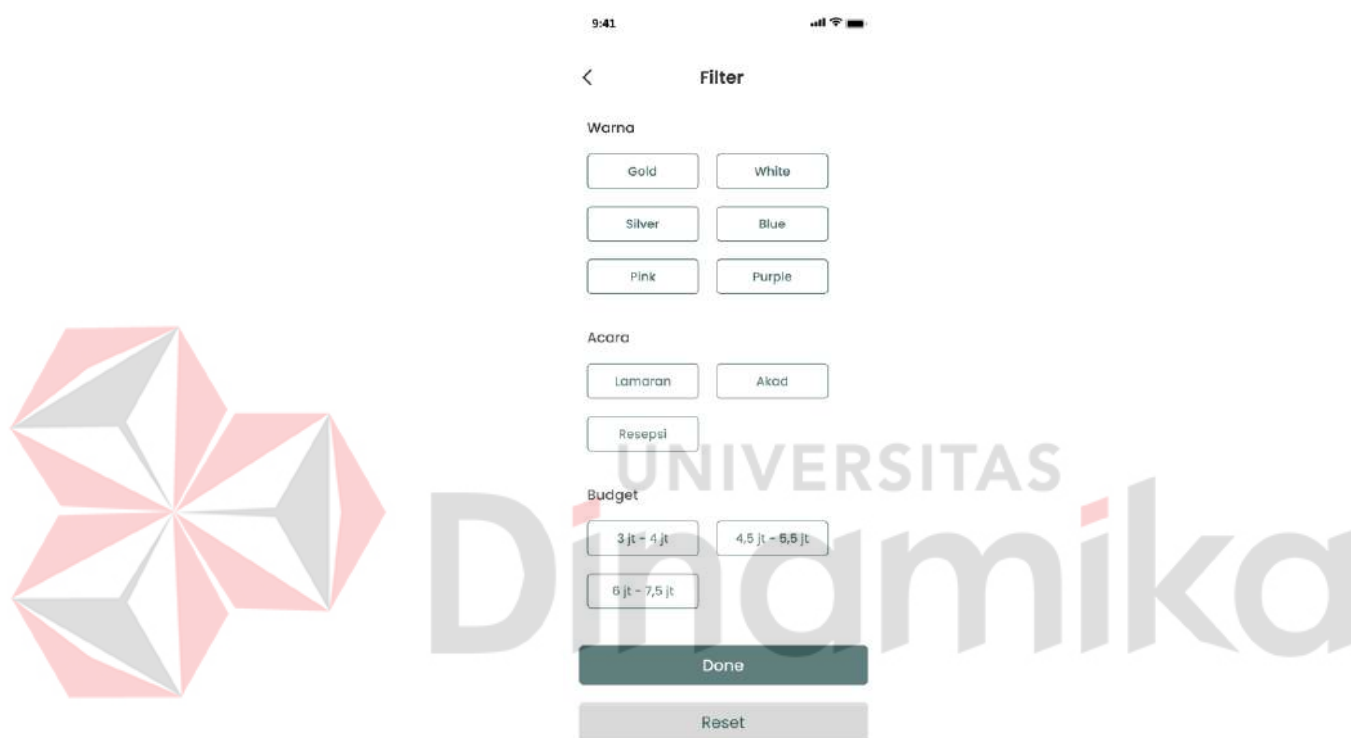 9:41
Filter
Warna
Gold White
Silver Blue
Pink Purple
Acara
Lamaran Akad
Resepsi
UNIVERSITAS
Dinamika
Budget
3 jt - 4 jt 4,5 jt - 5,5 jt
6 jt - 7,5 jt
Done
Reset